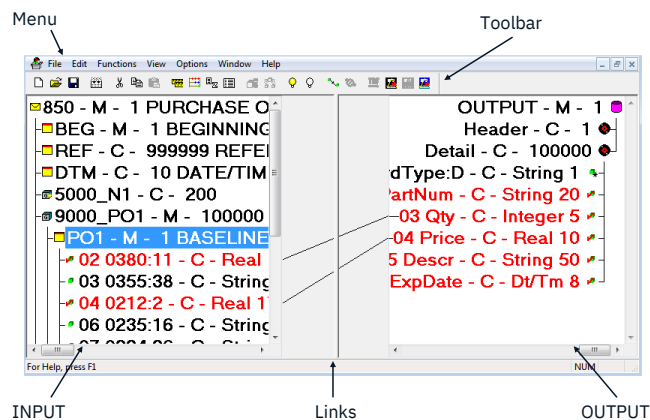 Menu
Toolbar
File Edit Functions View Options Window Help
850 - M - 1 PURCHASE O
BEG - M - 1 BEGINNING
REF - C - 999999 REFE
DTM - C - 10 DATE/TIM
5000_N1 - C - 200
9000_PO1 - M - 100000
PO1 - M - 1 BASELINE
02 0380:11 - C - Real
03 0355:38 - C - String
04 0212:2 - C - Real 1
06 0235:16 - C - String
OUTPUT - M - 1
Header - C - 1
Detail - C - 100000
dType:D - C - String 1
PartNum - C - String 20
03 Qty - C - Integer 5
04 Price - C - Real 10
5 Descr - C - String 50
ExpDate - C - Dt/Tm 8
For Help, press F1
NUM
INPUT
Links
OUTPUT